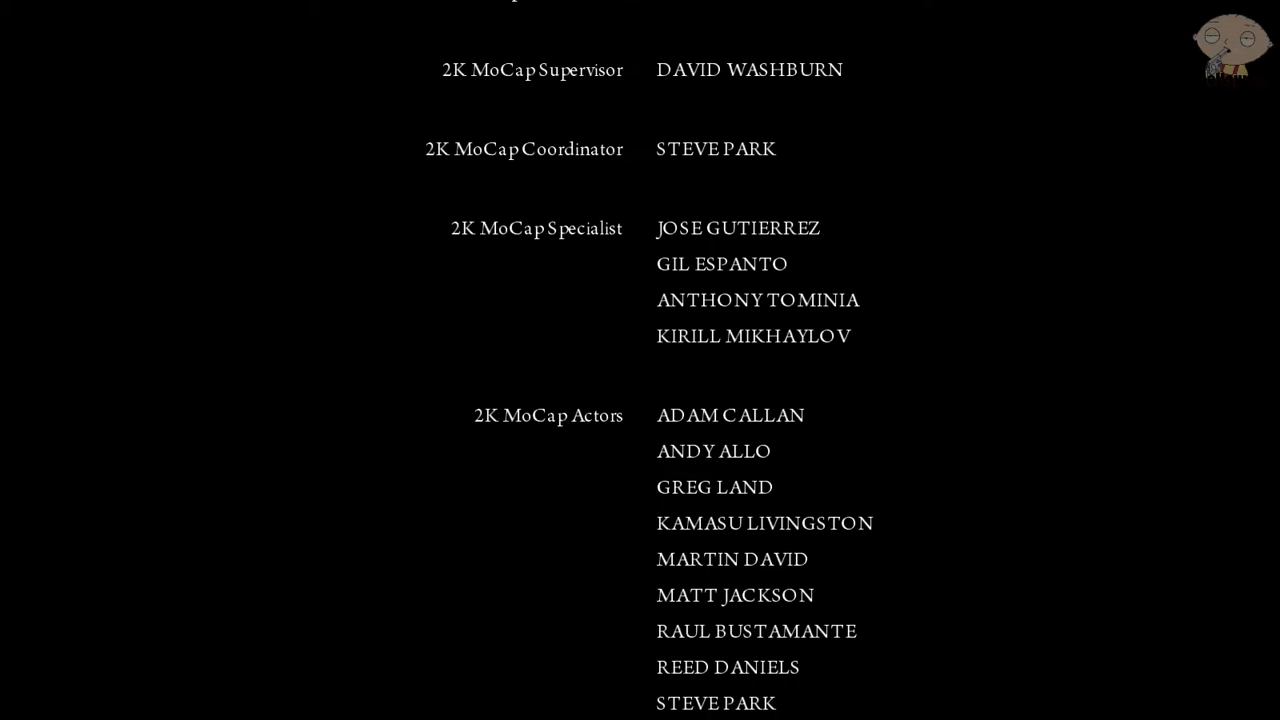 2K MoCap Supervisor DAVID WASHBURN
2K MoCap Coordinator STEVE PARK
2K MoCap Specialist JOSE GUTIERREZ
GIL ESPANTO
ANTHONY TOMINIA
KIRILL MIKHAYLOV
2K MoCap Actors ADAM CALLAN
ANDY ALLO
GREG LAND
KAMASU LIVINGSTON
MARTIN DAVID
MATT JACKSON
RAUL BUSTAMANTE
REED DANIELS
STEVE PARK